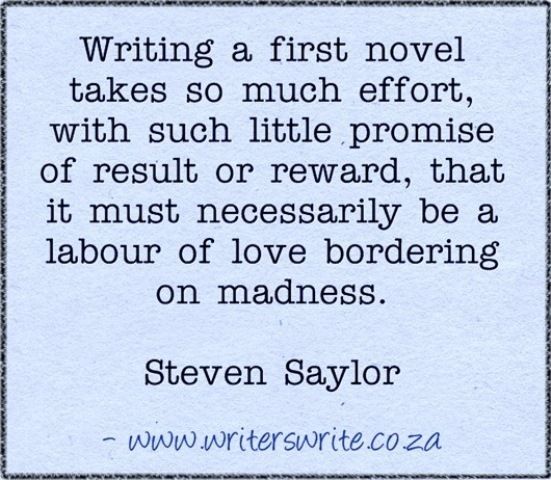 Writing a first novel
takes so much effort,
with such little promise
of result or reward, that
it must necessarily be a
labour of love bordering
on madness.
Steven Saylor
- www.writerswrite.co.za